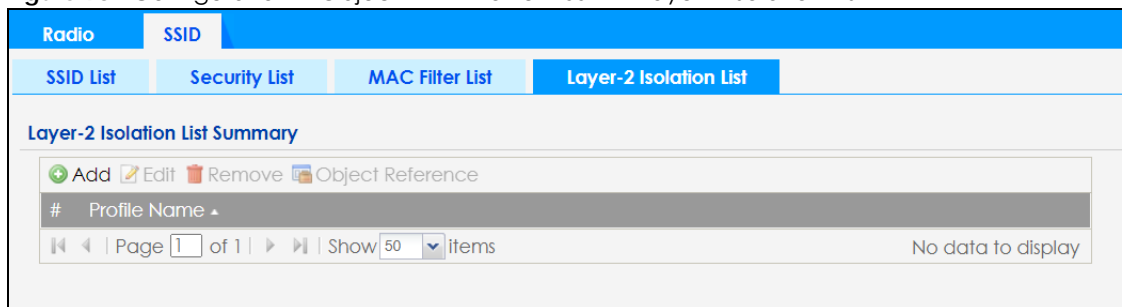 Radio SSID
SSID List Security List MAC Filter List Layer-2 Isolation List
Layer-2 Isolation List Summary
Add Edit Remove Object Reference
# Profile Name
Page 1 of 1 Show 50 items No data to display